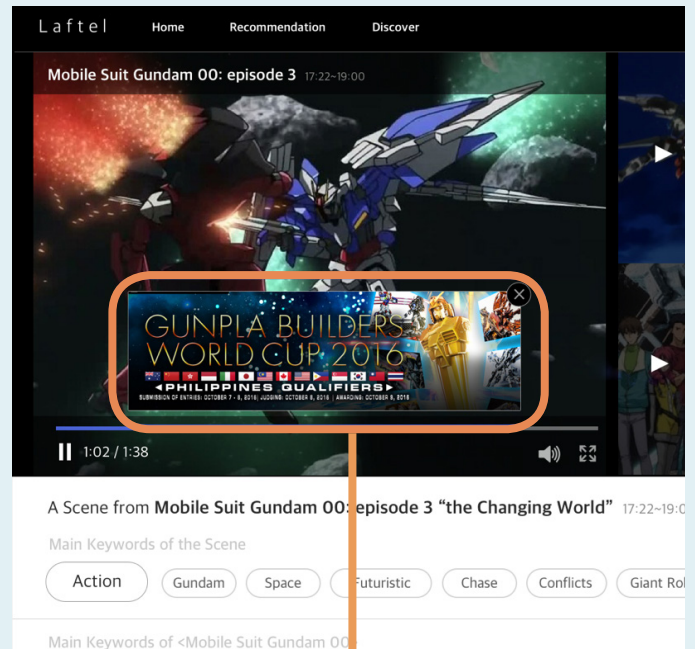 Laftel Home Recommendation Discover
Mobile Suit Gundam 00: episode 3 17:22~19:00
GUNPLA BUILDERS
WORLD CUP 2016
PHILIPPINES QUALIFIERS
SUBMISSION OF ENTRIES: OCTOBER 7 - 8, 2016| JUDGING: OCTOBER 8, 2016 | AWARDING: OCTOBER 9, 2016
1:02 / 1:38
A Scene from Mobile Suit Gundam 00: episode 3 “the Changing World” 17:22~19:0
Main Keywords of the Scene
Action Gundam Space Futuristic Chase Conflicts Giant Ro
Main Keywords of <Mobile Suit Gundam 00>